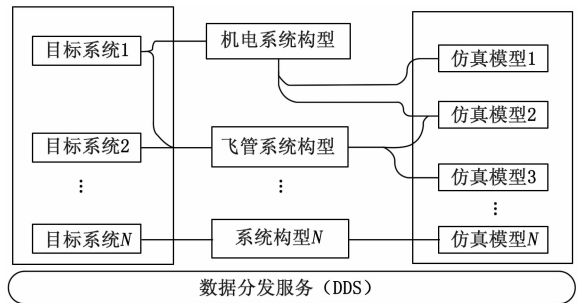 目标系统1
机电系统构型
仿真模型1
仿真模型2
目标系统2
飞管系统构型
仿真模型3
⋮
⋮
⋮
目标系统N
系统构型N
仿真模型N
数据分发服务（DDS）